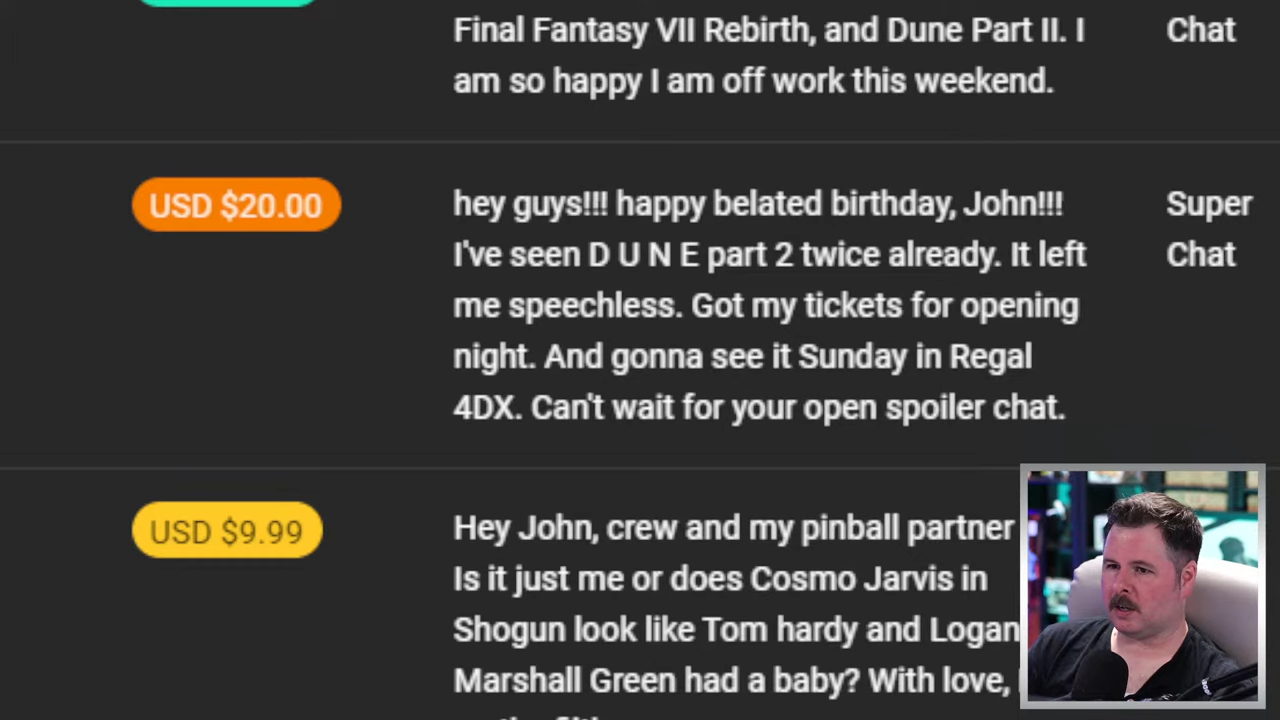 Final Fantasy VII Rebirth, and Dune Part II. I
am so happy I am off work this weekend.
Chat
USD $20.00
hey guys!!! happy belated birthday, John!!!
I've seen D U N E part 2 twice already. It left
me speechless. Got my tickets for opening
night. And gonna see it Sunday in Regal
4DX. Can't wait for your open spoiler chat.
Super
Chat
USD $9.99
Hey John, crew and my pinball partner
Is it just me or does Cosmo Jarvis in
Shogun look like Tom hardy and Logan
Marshall Green had a baby? With love,